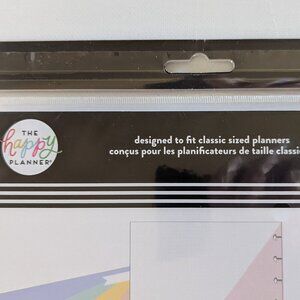 THE
happy
PLANNER
designed to fit classic sized planners
conçus pour les planificateurs de taille classi